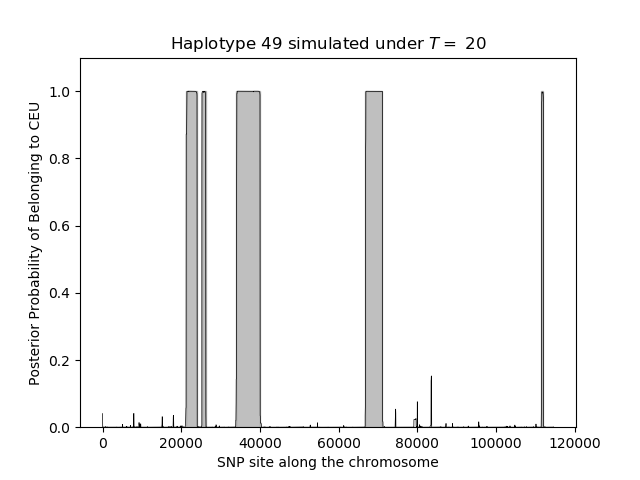 Haplotype 49 simulated under T = 20
Posterior Probability of Belonging to CEU
1.0
0.8
0.6
0.4
0.2
0.0
0 20000 40000 60000 80000 100000 120000
SNP site along the chromosome